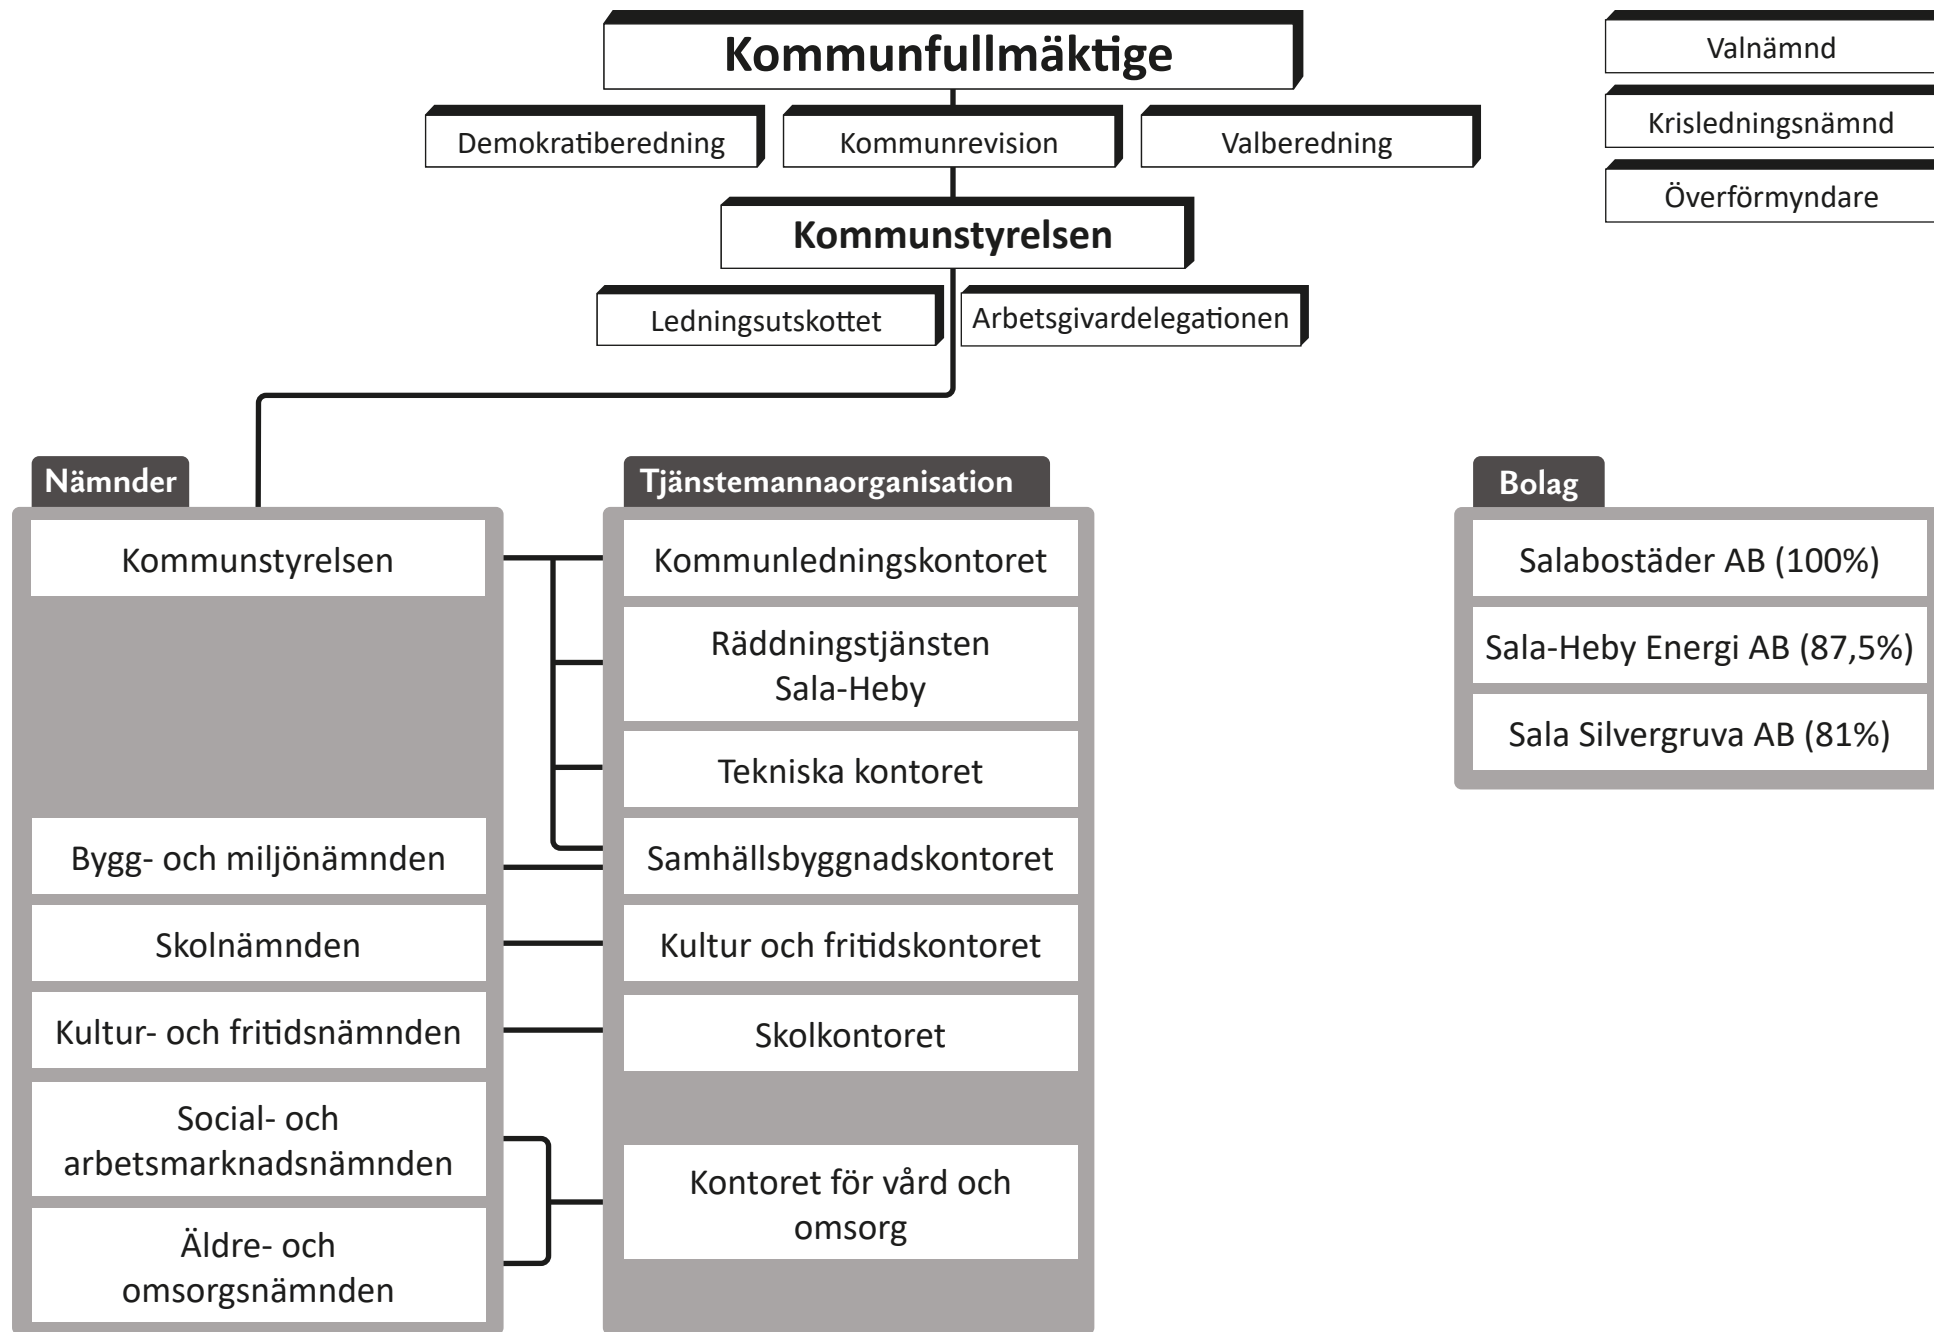 Kommunfullmäktige
Demokratiberedning
Kommunrevision
Valberedning
Kommunstyrelsen
Ledningsutskottet
Arbetsgivardelegationen
Valnämnd
Krisledningsnämnd
Överförmyndare
Nämnder
Kommunstyrelsen
Bygg- och miljönämnden
Skolnämnden
Kultur- och fritidsnämnden
Social- och
arbetsmarknadsnämnden
Äldre- och
omsorgsnämnden
Tjänstemannaorganisation
Kommunledningskontoret
Räddningstjänsten
Sala-Heby
Tekniska kontoret
Samhällsbyggnadskontoret
Kultur och fritidskontoret
Skolkontoret
Kontoret för vård och
omsorg
Bolag
Salabostäder AB (100%)
Sala-Heby Energi AB (87,5%)
Sala Silvergruva AB (81%)